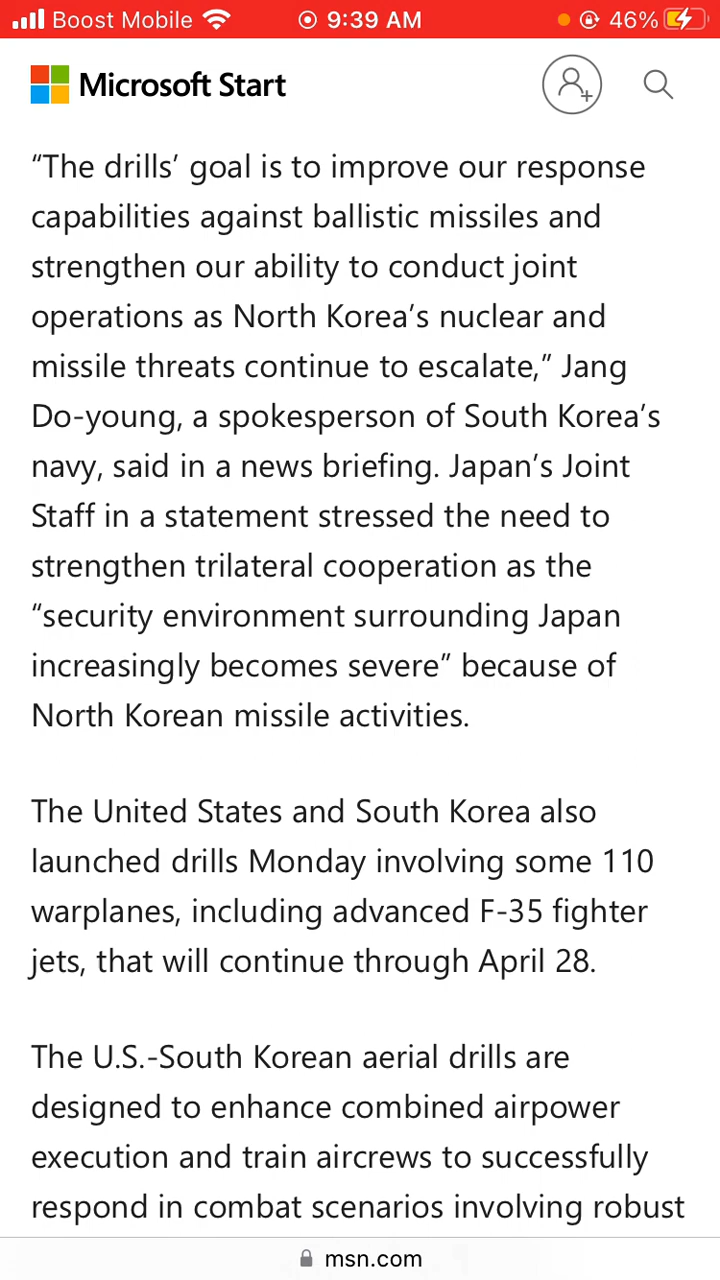 Boost Mobile 9:39 AM 46%
Microsoft Start
“The drills’ goal is to improve our response
capabilities against ballistic missiles and
strengthen our ability to conduct joint
operations as North Korea’s nuclear and
missile threats continue to escalate,” Jang
Do-young, a spokesperson of South Korea’s
navy, said in a news briefing. Japan’s Joint
Staff in a statement stressed the need to
strengthen trilateral cooperation as the
“security environment surrounding Japan
increasingly becomes severe” because of
North Korean missile activities.
The United States and South Korea also
launched drills Monday involving some 110
warplanes, including advanced F-35 fighter
jets, that will continue through April 28.
The U.S.-South Korean aerial drills are
designed to enhance combined airpower
execution and train aircrews to successfully
respond in combat scenarios involving robust
msn.com